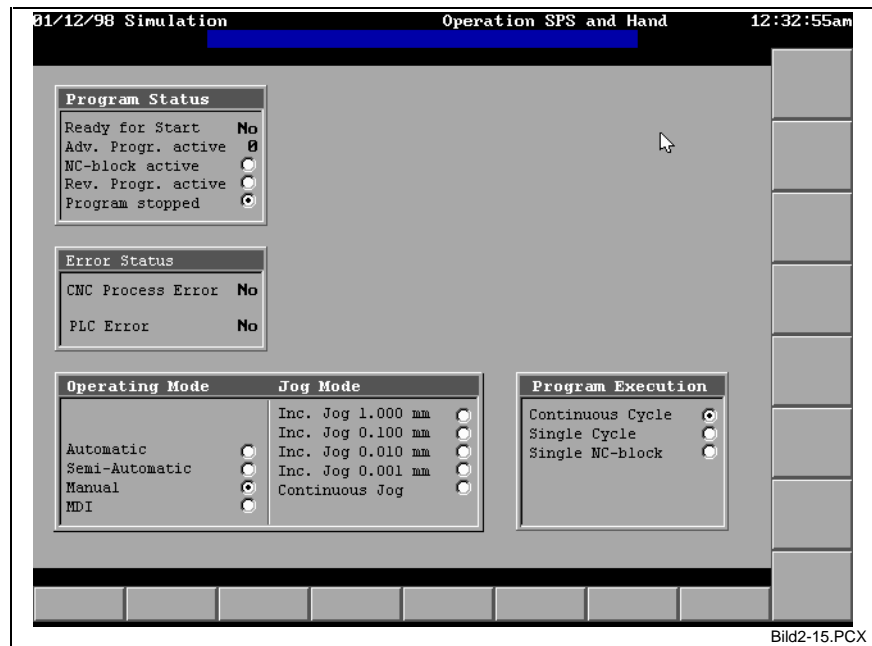 01/12/98 Simulation Operation SPS and Hand 12:32:55am
Program Status
Ready for Start No
Adv. Progr. active 0
NC-block active
Rev. Progr. active
Program stopped
Error Status
CNC Process Error No
PLC Error No
Operating Mode Jog Mode
Inc. Jog 1.000 mm
Inc. Jog 0.100 mm
Automatic Inc. Jog 0.010 mm
Semi-Automatic Inc. Jog 0.001 mm
Manual Continuous Jog
MDI
Program Execution
Continuous Cycle
Single Cycle
Single NC-block
Bild2-15.PCX